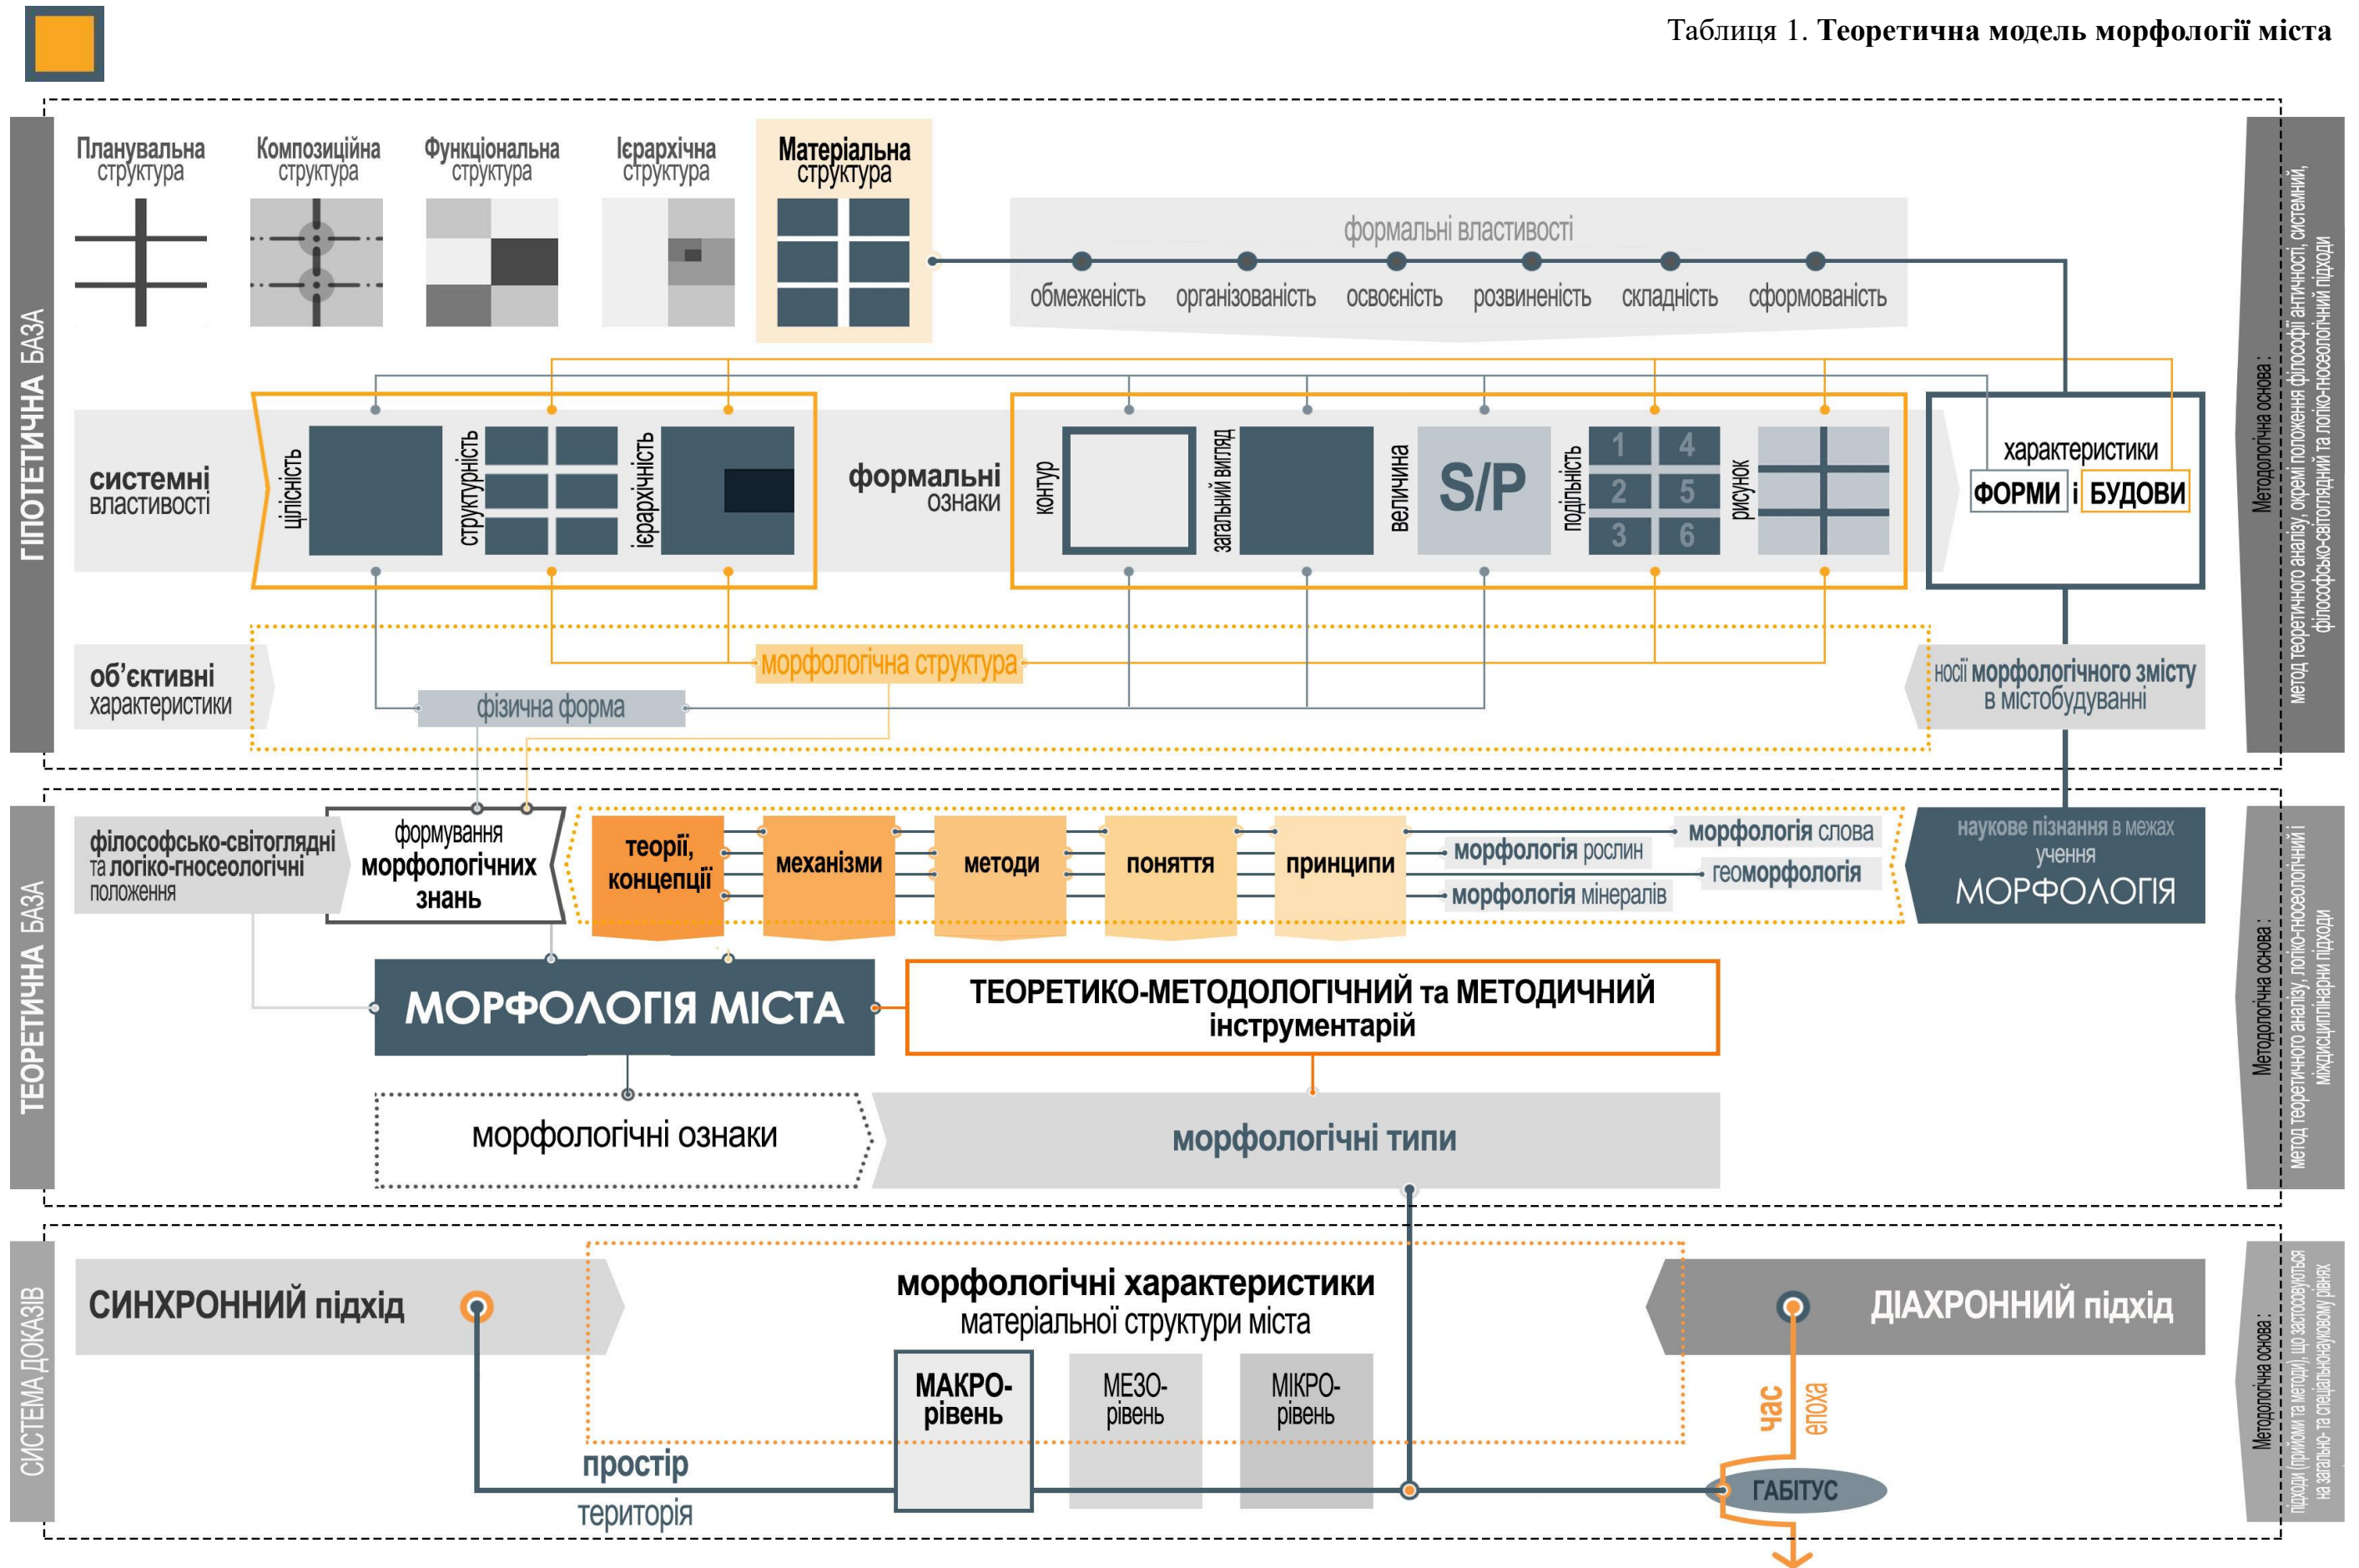 Таблиця 1. Теоретична модель морфології міста
ГІПОТЕТИЧНА БАЗА
Планувальна
структура
Композиційна
структура
Функціональна
структура
Ієрархічна
структура
Матеріальна
структура
формальні властивості
обмеженість
організованість
освоєність
розвиненість
складність
сформованість
системні
властивості
цілісність
структурність
ієрархічність
формальні
ознаки
контур
загальний вигляд
величина
S/P
подільність
1 4
2 5
3 6
рисунок
характеристики
ФОРМИ і БУДОВИ
об'єктивні
характеристики
морфологічна структура
фізична форма
носії морфологічного змісту
в містобудуванні
Методологічна основа :
метод теоретичного аналізу, окремі положення філософії античності, системний,
філософсько-світоглядний та логіко-гносеологічний підходи
ТЕОРЕТИЧНА БАЗА
філософсько-світоглядні
та логіко-гносеологічні
положення
формування
морфологічних
знань
теорії,
концепції
механізми
методи
поняття
принципи
морфологія слова
морфологія рослин
геоморфологія
морфологія мінералів
наукове пізнання в межах
учення
МОРФОЛОГІЯ
МОРФОЛОГІЯ МІСТА
ТЕОРЕТИКО-МЕТОДОЛОГІЧНИЙ та МЕТОДИЧНИЙ
інструментарій
морфологічні ознаки
морфологічні типи
Методологічна основа :
метод теоретичного аналізу, логіко-гносеологічний і
міждисциплінарни підходи
СИСТЕМА ДОКАЗІВ
СИНХРОННИЙ підхід
морфологічні характеристики
матеріальної структури міста
ДІАХРОННИЙ підхід
МАКРО-
рівень
МЕЗО-
рівень
МІКРО-
рівень
час
епоха
простір
територія
ГАБІТУС
Методологічна основа :
підходи (прийоми та методи), що застосовуються
на загально- та спеціальнонауковому рівнях